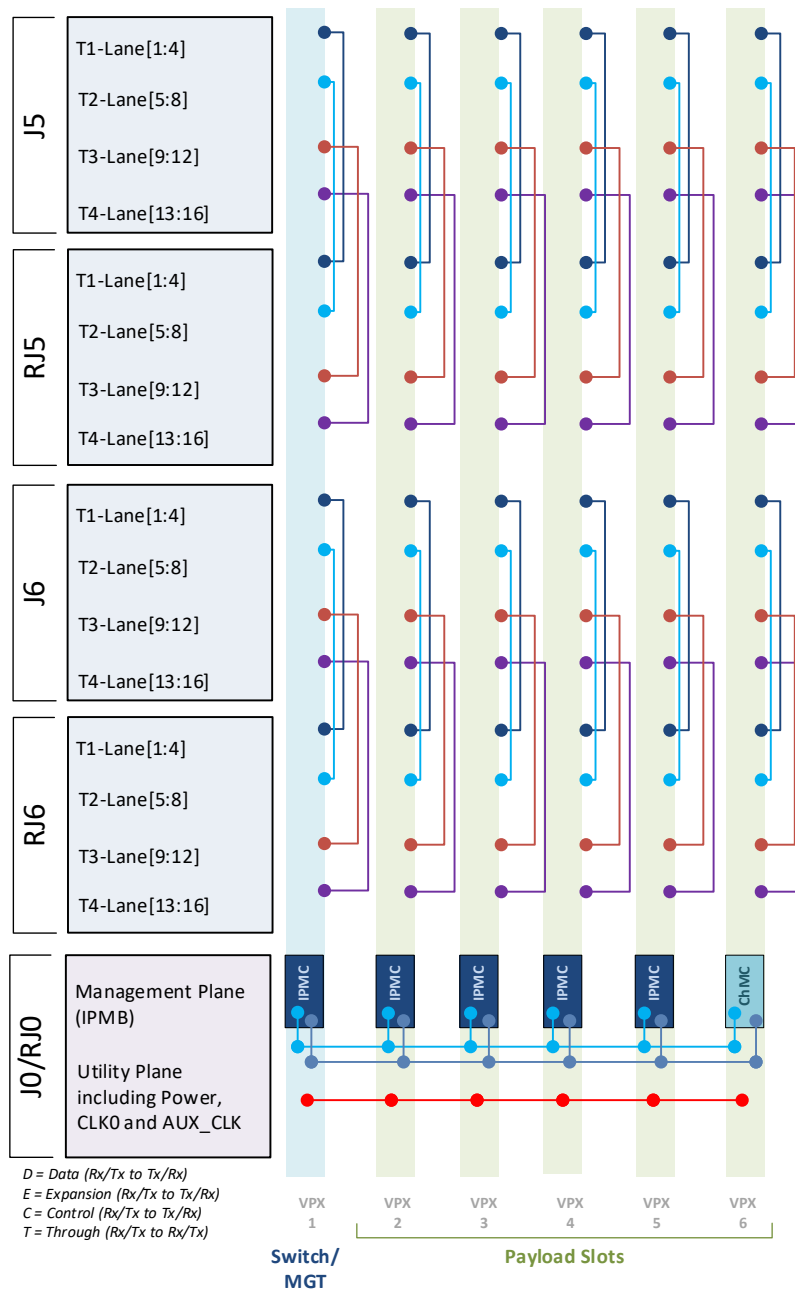 J5
T1-Lane[1:4]
T2-Lane[5:8]
T3-Lane[9:12]
T4-Lane[13:16]
RJ5
T1-Lane[1:4]
T2-Lane[5:8]
T3-Lane[9:12]
T4-Lane[13:16]
J6
T1-Lane[1:4]
T2-Lane[5:8]
T3-Lane[9:12]
T4-Lane[13:16]
RJ6
T1-Lane[1:4]
T2-Lane[5:8]
T3-Lane[9:12]
T4-Lane[13:16]
J0/RJ0
Management Plane
(IPMB)
Utility Plane
including Power,
CLK0 and AUX_CLK
IPMC
IPMC
IPMC
IPMC
IPMC
ChMC
D = Data (Rx/Tx to Tx/Rx)
E = Expansion (Rx/Tx to Tx/Rx)
C = Control (Rx/Tx to Tx/Rx)
T = Through (Rx/Tx to Rx/Tx)
VPX
1
VPX
2
VPX
3
VPX
4
VPX
5
VPX
6
Switch/
MGT
Payload Slots